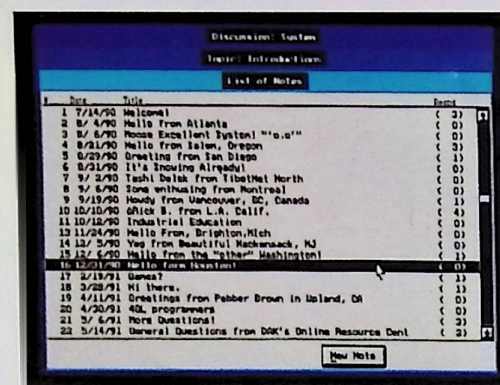 Discussion: System
Topic: Introductions
List of Notes
# Date Title Resps
1 7/14/90 Welcome! ( 3)
2 8/ 4/90 Hello from Atlanta ( 0)
3 8/ 6/90 Moose Excellent System! "'o.o'" ( 0)
4 8/21/90 Hello from Salem, Oregon ( 3)
5 8/29/90 Greeting from San Diego ( 1)
6 8/31/90 It's Snowing Already! ( 0)
7 9/ 2/90 Tashi Delek from TibetNet North ( 0)
8 9/ 6/90 Some enthusing from Montreal ( 0)
9 9/19/90 Howdy from Vancouver, BC, Canada ( 1)
10 10/10/90 Rick B. from L.A. Calif. ( 4)
11 10/12/90 Industrial Education ( 0)
13 11/24/90 Hello From, Brighton,Mich ( 0)
14 12/ 5/90 Yeg from Beautiful Hackensack, NJ ( 0)
15 12/ 6/90 Hello from the "other" Washington! ( 1)
16 12/31/90 Hello form Houston! ( 0)
17 2/19/91 Games? ( 1)
18 3/28/91 Hi there. ( 1)
19 4/11/91 Greetings from Pebber Brown in Upland, CA ( 0)
20 4/30/91 4GL programmers ( 0)
21 5/ 6/91 More Questions! ( 3)
22 5/14/91 General Questions from DAK's Online Resource Cent ( 3)
New Note